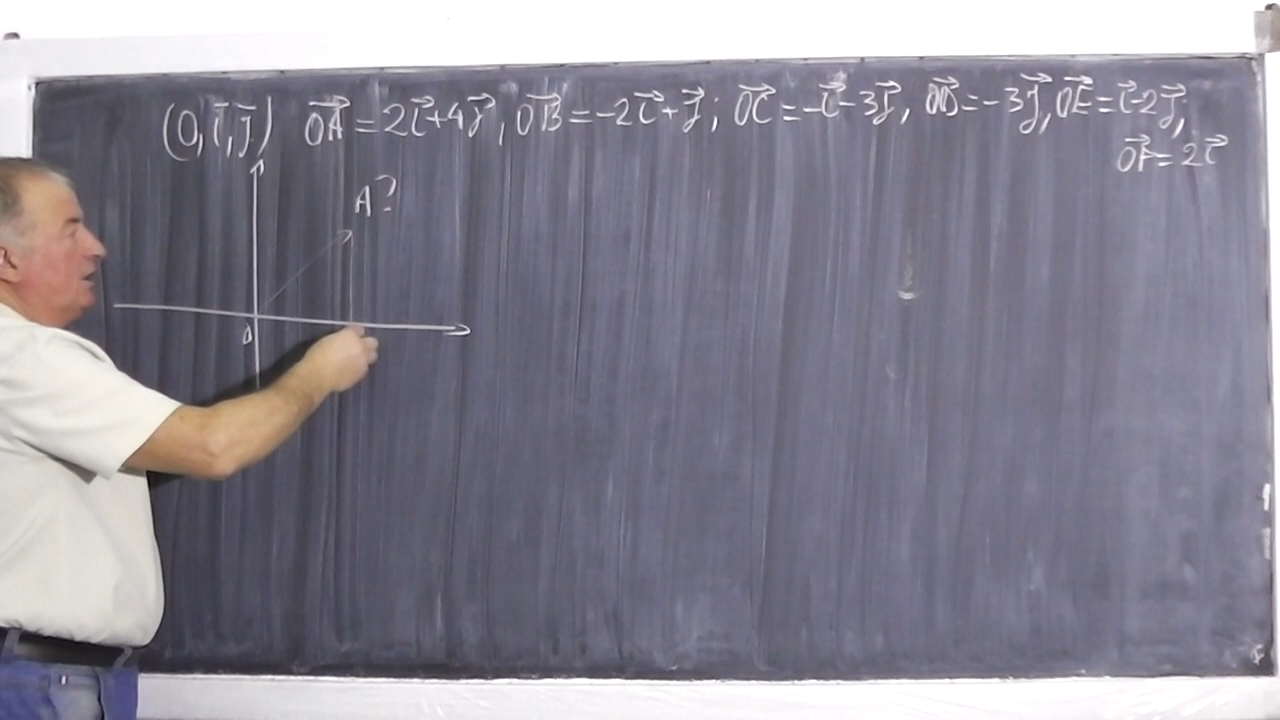 (O, i⃗, j⃗) OA⃗ = 2i⃗ + 4j⃗, OB⃗ = -2i⃗ + j⃗; OC⃗ = -i⃗ - 3j⃗, OD⃗ = -3j⃗, OE⃗ = i⃗ - 2j⃗;
OF⃗ = 2i⃗
A?
O